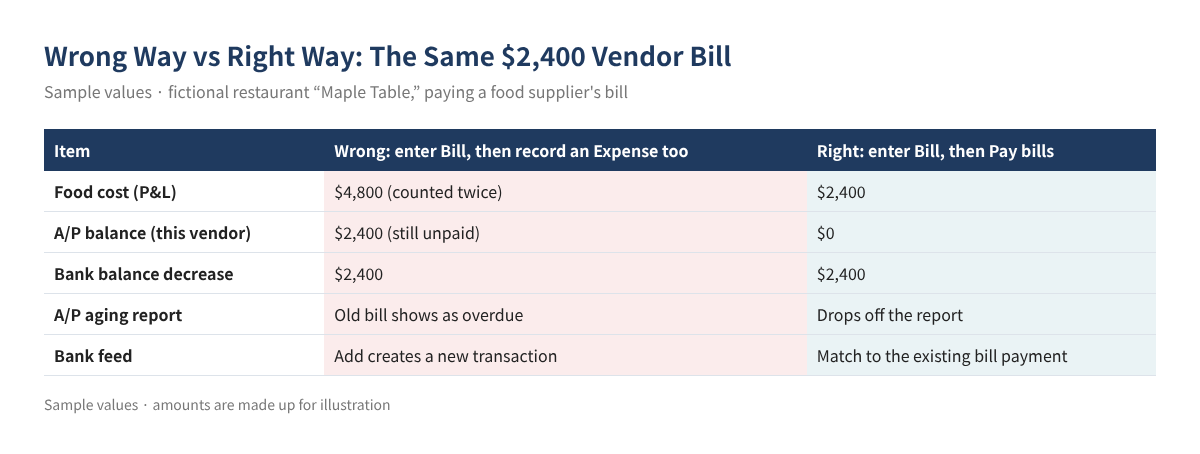 Wrong Way vs Right Way: The Same $2,400 Vendor Bill
Sample values · fictional restaurant “Maple Table,” paying a food supplier's bill
Item Wrong: enter Bill, then record an Expense too Right: enter Bill, then Pay bills
Food cost (P&L) $4,800 (counted twice) $2,400
A/P balance (this vendor) $2,400 (still unpaid) $0
Bank balance decrease $2,400 $2,400
A/P aging report Old bill shows as overdue Drops off the report
Bank feed Add creates a new transaction Match to the existing bill payment
Sample values · amounts are made up for illustration